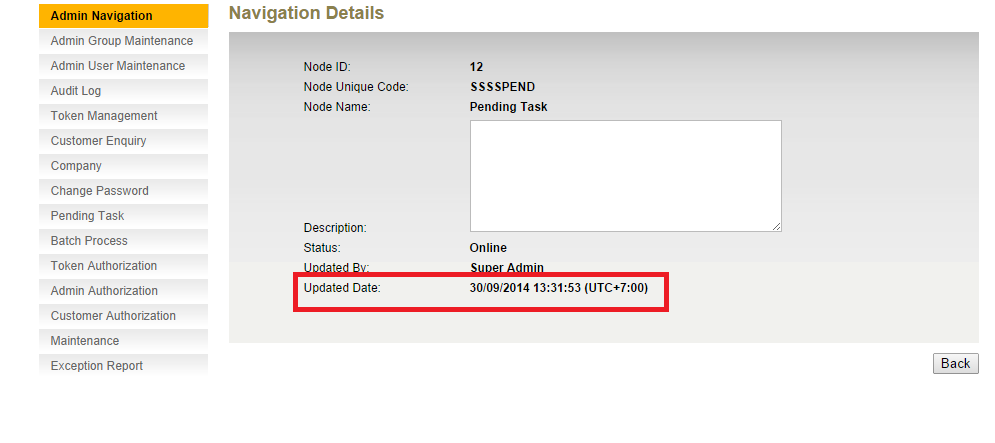 Admin Navigation
Admin Group Maintenance
Admin User Maintenance
Audit Log
Token Management
Customer Enquiry
Company
Change Password
Pending Task
Batch Process
Token Authorization
Admin Authorization
Customer Authorization
Maintenance
Exception Report
Navigation Details
Node ID: 12
Node Unique Code: SSSSPEND
Node Name: Pending Task
Description:
Status: Online
Updated By: Super Admin
Updated Date: 30/09/2014 13:31:53 (UTC+7:00)
Back